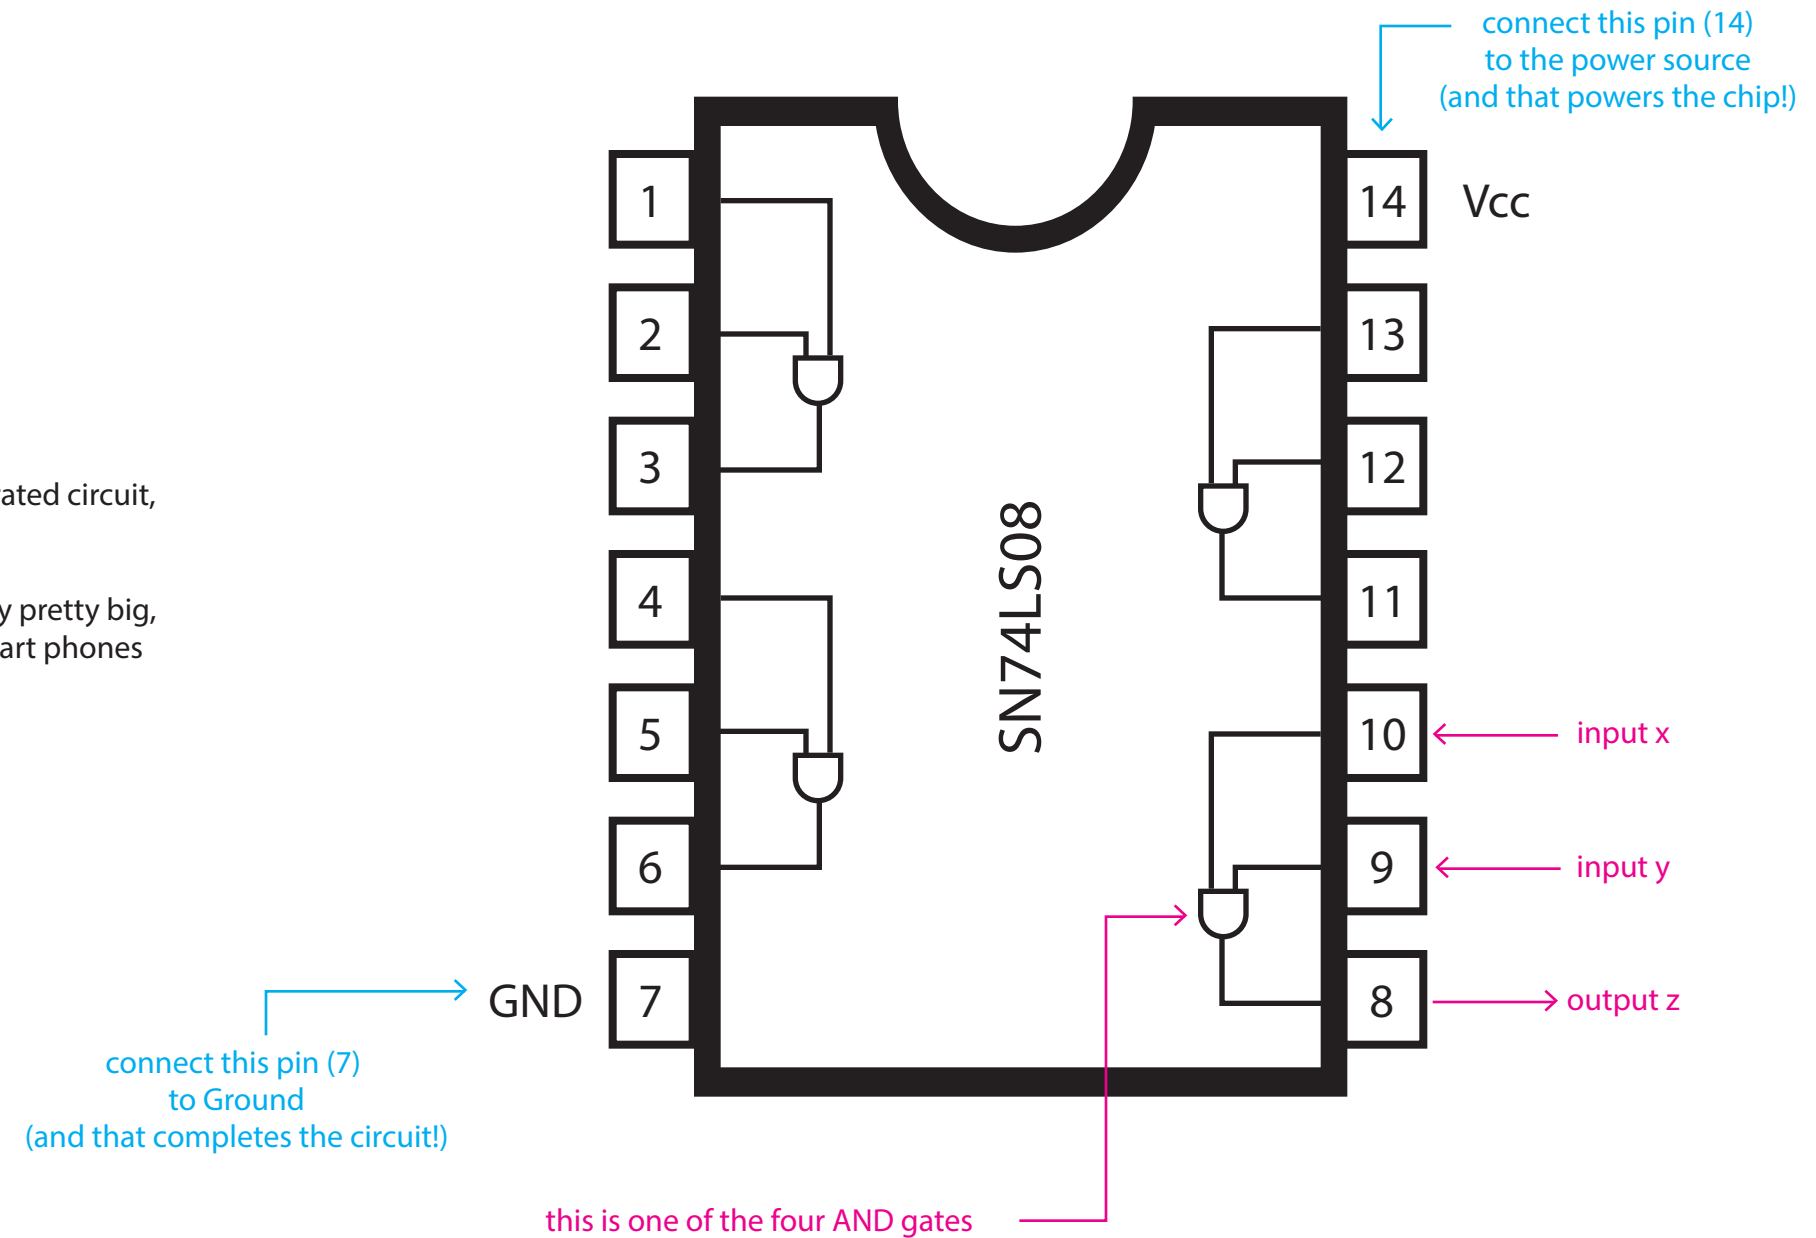 connect this pin (14)
to the power source
(and that powers the chip!)
1
14
Vcc
2
13
3
12
ated circuit,
SN74LS08
4
11
y pretty big,
art phones
5
10
input x
6
9
input y
GND
7
8
output z
connect this pin (7)
to Ground
(and that completes the circuit!)
this is one of the four AND gates